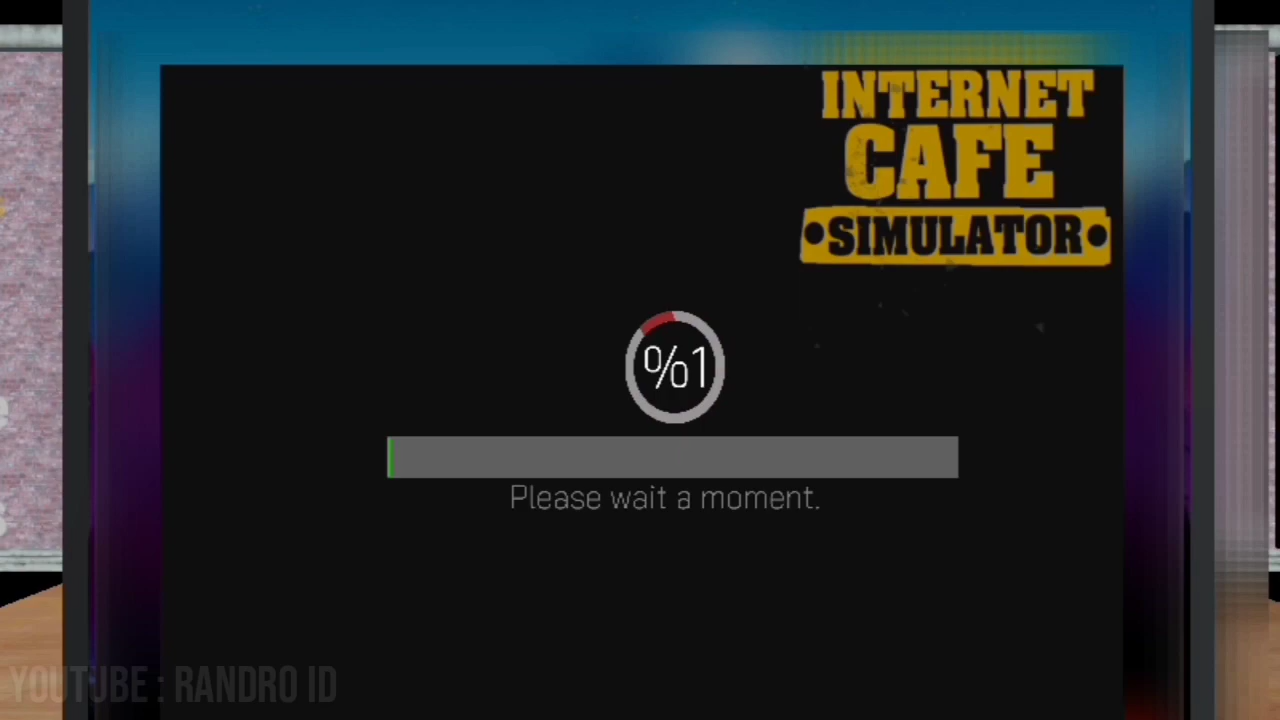 INTERNET
CAFE
SIMULATOR
%1
Please wait a moment.
YOUTUBE : RANDRO ID